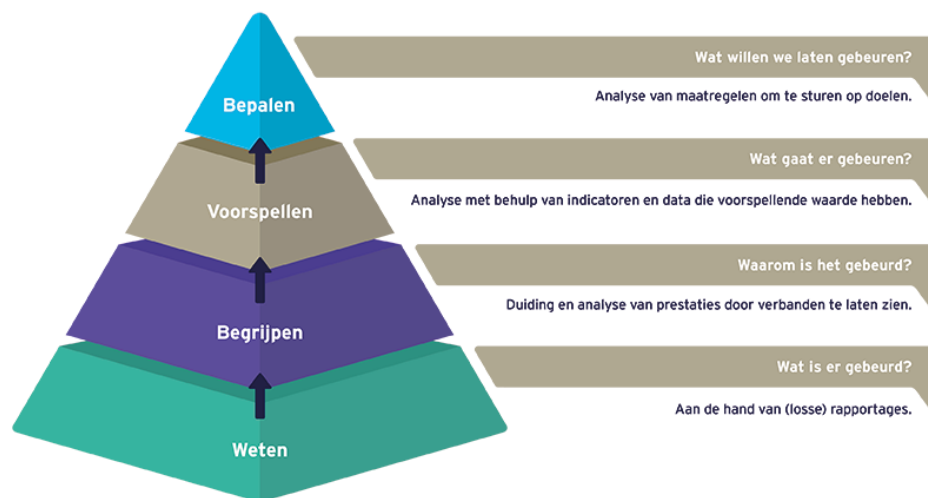 Wat willen we laten gebeuren?
Bepalen
Analyse van maatregelen om te sturen op doelen.
Wat gaat er gebeuren?
Voorspellen
Analyse met behulp van indicatoren en data die voorspellende waarde hebben.
Waarom is het gebeurd?
Begrijpen
Duiding en analyse van prestaties door verbanden te laten zien.
Wat is er gebeurd?
Weten
Aan de hand van (losse) rapportages.